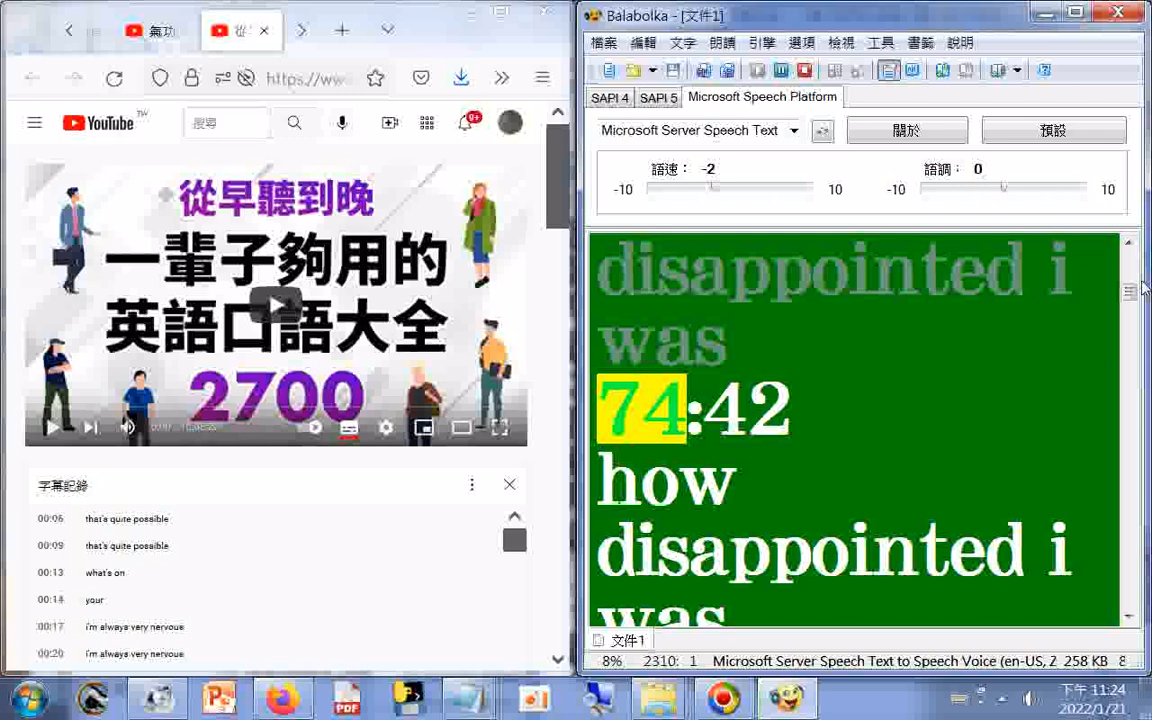 氣功
https://www
YouTube TW
搜尋
9+
從早聽到晚
一輩子夠用的
英語口語大全
2700
字幕記錄
00:06 that's quite possible
00:09 that's quite possible
00:13 what's on
00:14 your
00:17 i'm always very nervous
00:20 i'm always very nervous
Balabolka - [文件1]
檔案 編輯 文字 朗讀 引擎 選項 檢視 工具 書籤 說明
SAPI 4 SAPI 5 Microsoft Speech Platform
Microsoft Server Speech Text 關於 預設
語速： -2 語調： 0
-10 10 -10 10
disappointed i
was
74:42
how
disappointed i
was
文件1
8% 2310: 1 Microsoft Server Speech Text to Speech Voice (en-US, Z 258 KB 8
PDF
下午 11:24
2022/1/21